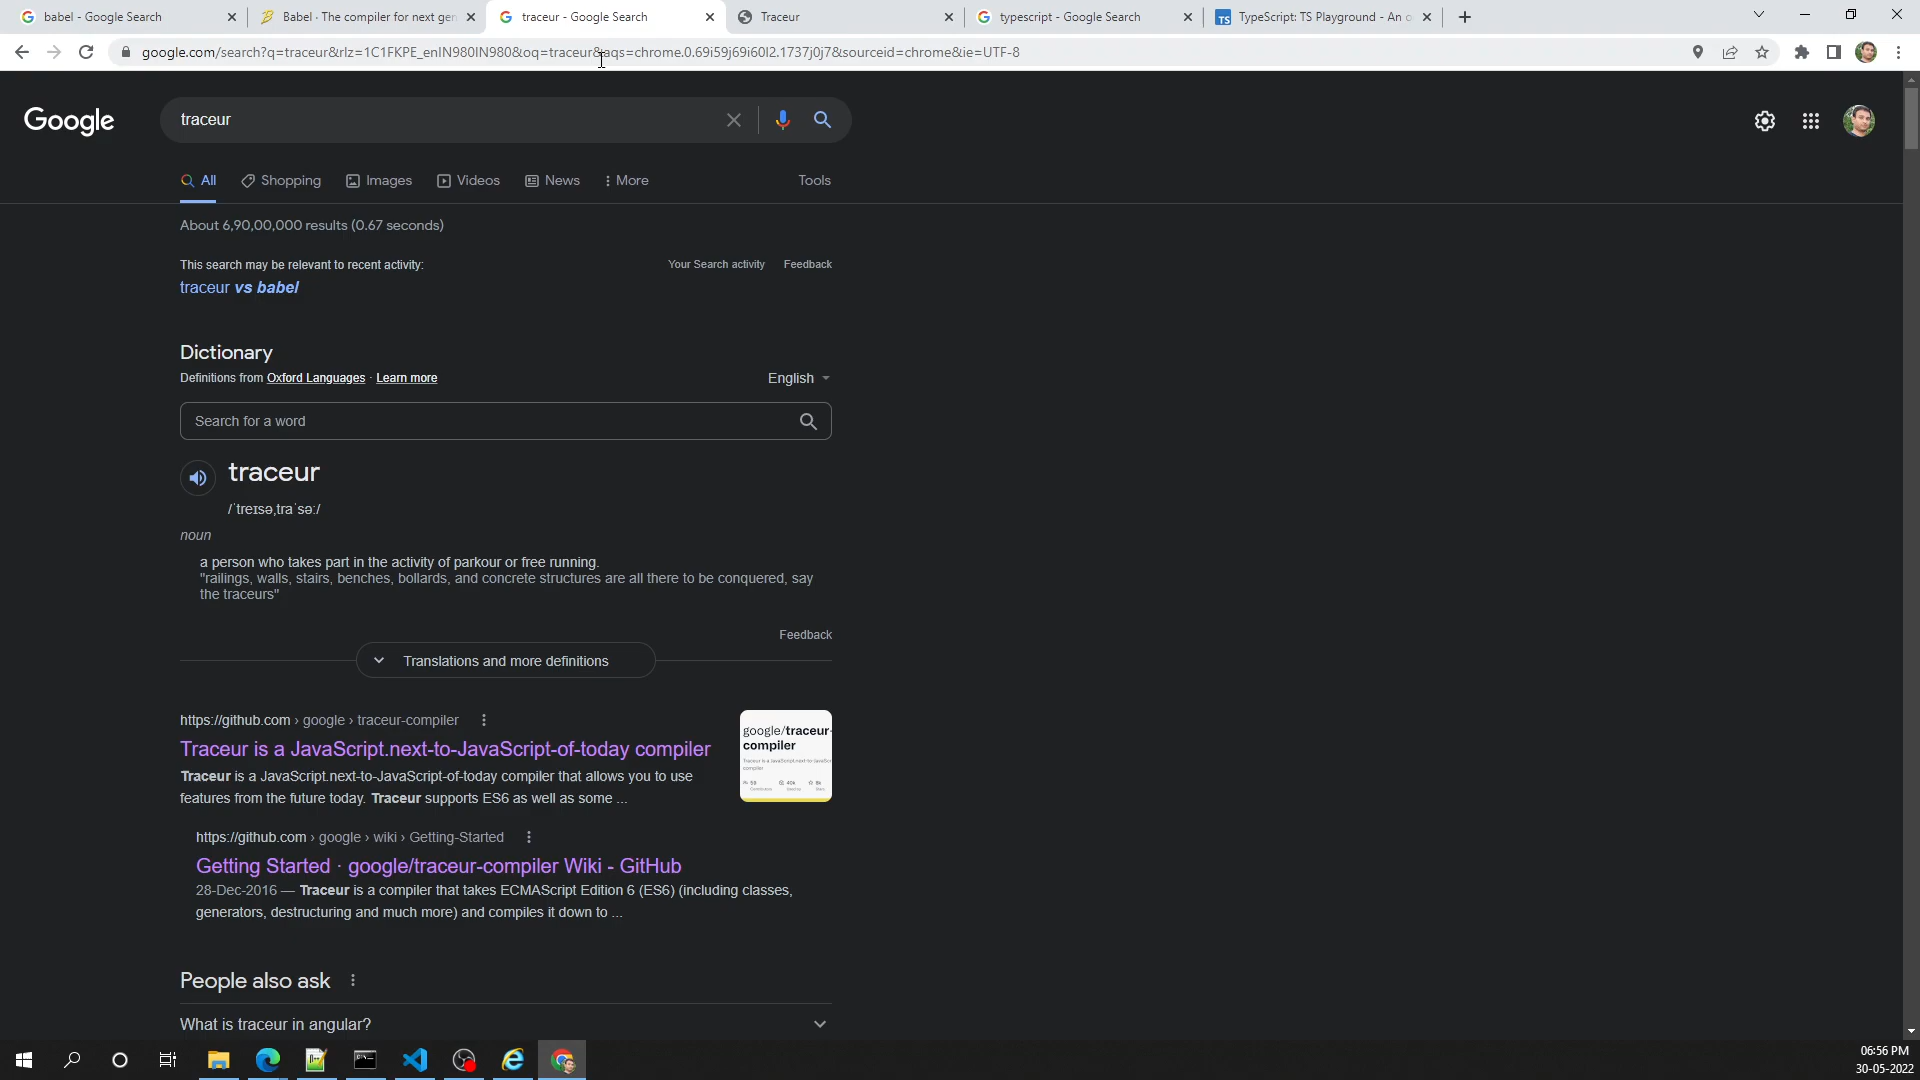 babel - Google Search
Babel · The compiler for next gen
traceur - Google Search
Traceur
typescript - Google Search
TS
TypeScript: TS Playground - An o
google.com/search?q=traceur&rlz=1C1FKPE_enIN980IN980&oq=traceur&aqs=chrome.0.69i59j69i60l2.1737j0j7&sourceid=chrome&ie=UTF-8
Google
traceur
All
Shopping
Images
Videos
News
More
Tools
About 6,90,00,000 results (0.67 seconds)
This search may be relevant to recent activity:
Your Search activity
Feedback
traceur vs babel
Dictionary
Definitions from Oxford Languages · Learn more
English
Search for a word
traceur
/ˈtreɪsə,traˈsəː/
noun
a person who takes part in the activity of parkour or free running.
"railings, walls, stairs, benches, bollards, and concrete structures are all there to be conquered, say
the traceurs"
Feedback
Translations and more definitions
https://github.com › google › traceur-compiler
Traceur is a JavaScript.next-to-JavaScript-of-today compiler
Traceur is a JavaScript.next-to-JavaScript-of-today compiler that allows you to use
features from the future today. Traceur supports ES6 as well as some ...
google/traceur-
compiler
https://github.com › google › wiki › Getting-Started
Getting Started · google/traceur-compiler Wiki - GitHub
28-Dec-2016 — Traceur is a compiler that takes ECMAScript Edition 6 (ES6) (including classes,
generators, destructuring and much more) and compiles it down to ...
People also ask
What is traceur in angular?
06:56 PM
30-05-2022